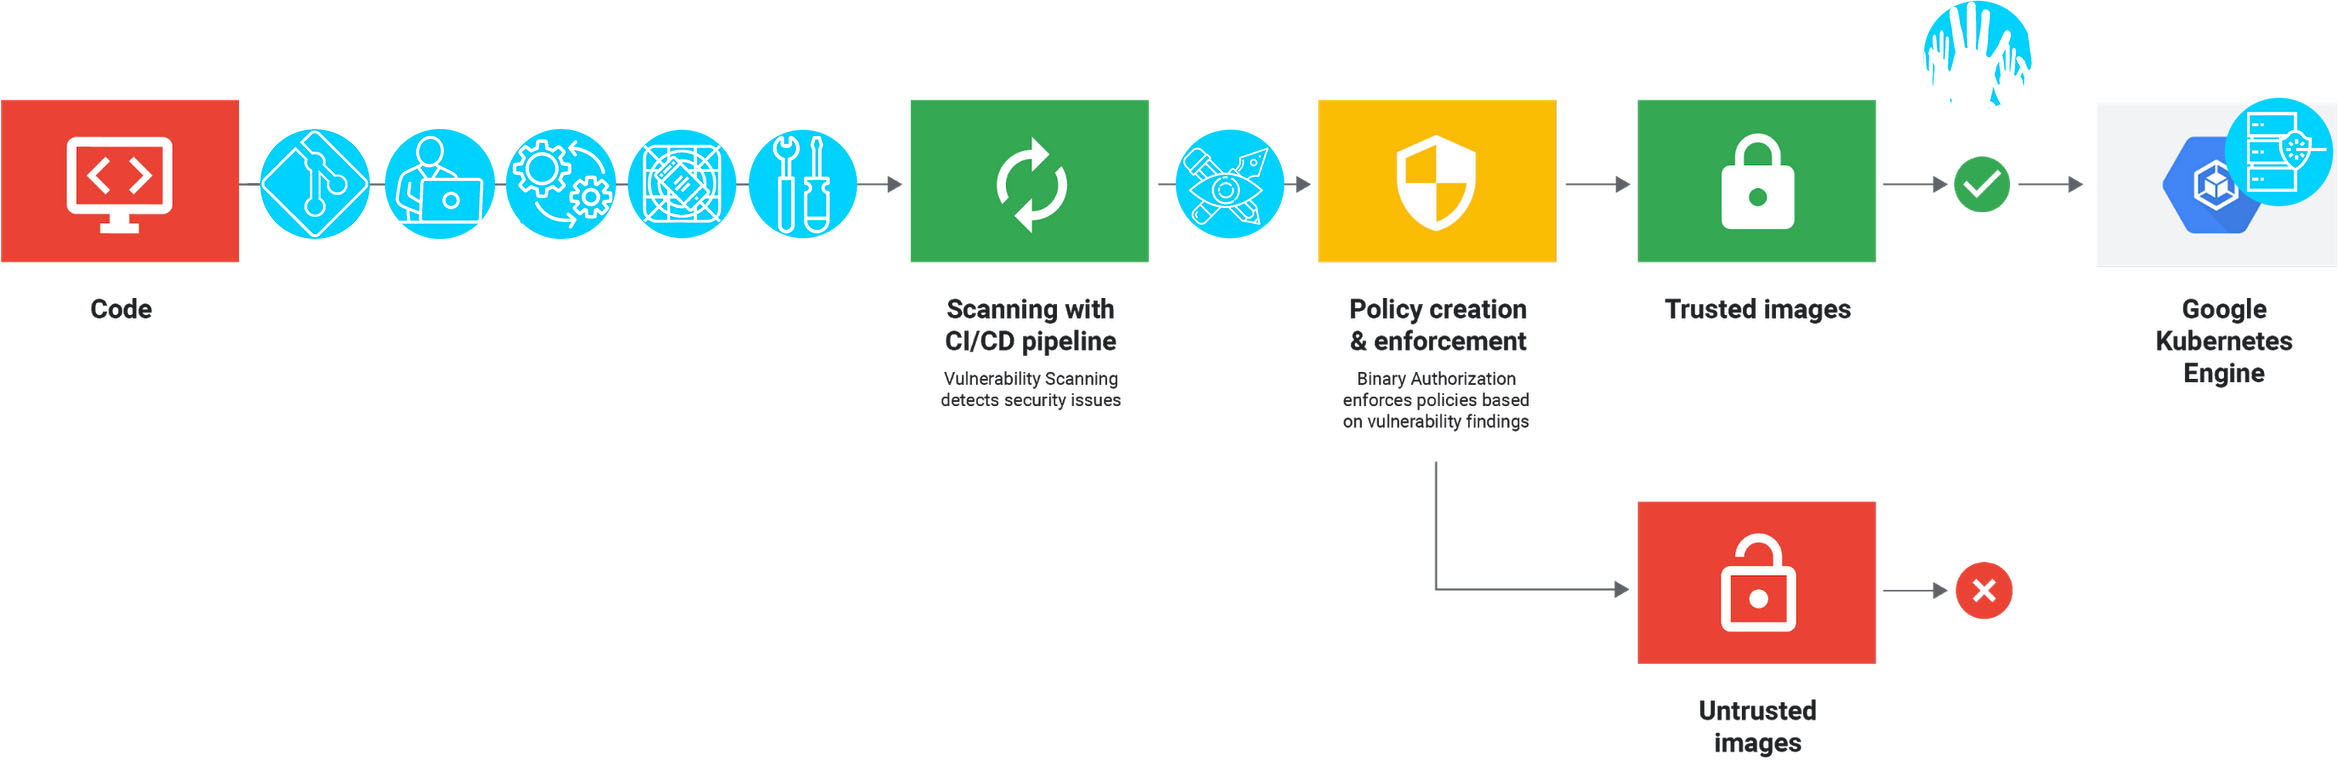 Code
Scanning with
CI/CD pipeline
Vulnerability Scanning
detects security issues
Policy creation
& enforcement
Binary Authorization
enforces policies based
on vulnerability findings
Trusted images
Google
Kubernetes
Engine
Untrusted
images